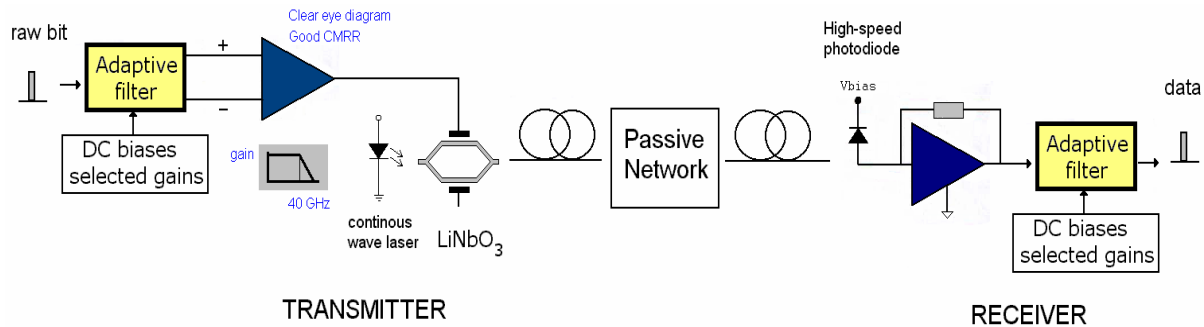 raw bit
Adaptive
filter
+
−
DC biases
selected gains
Clear eye diagram
Good CMRR
gain
40 GHz
continous
wave laser
LiNbO3
TRANSMITTER
Passive
Network
High-speed
photodiode
Vbias
Adaptive
filter
data
DC biases
selected gains
RECEIVER